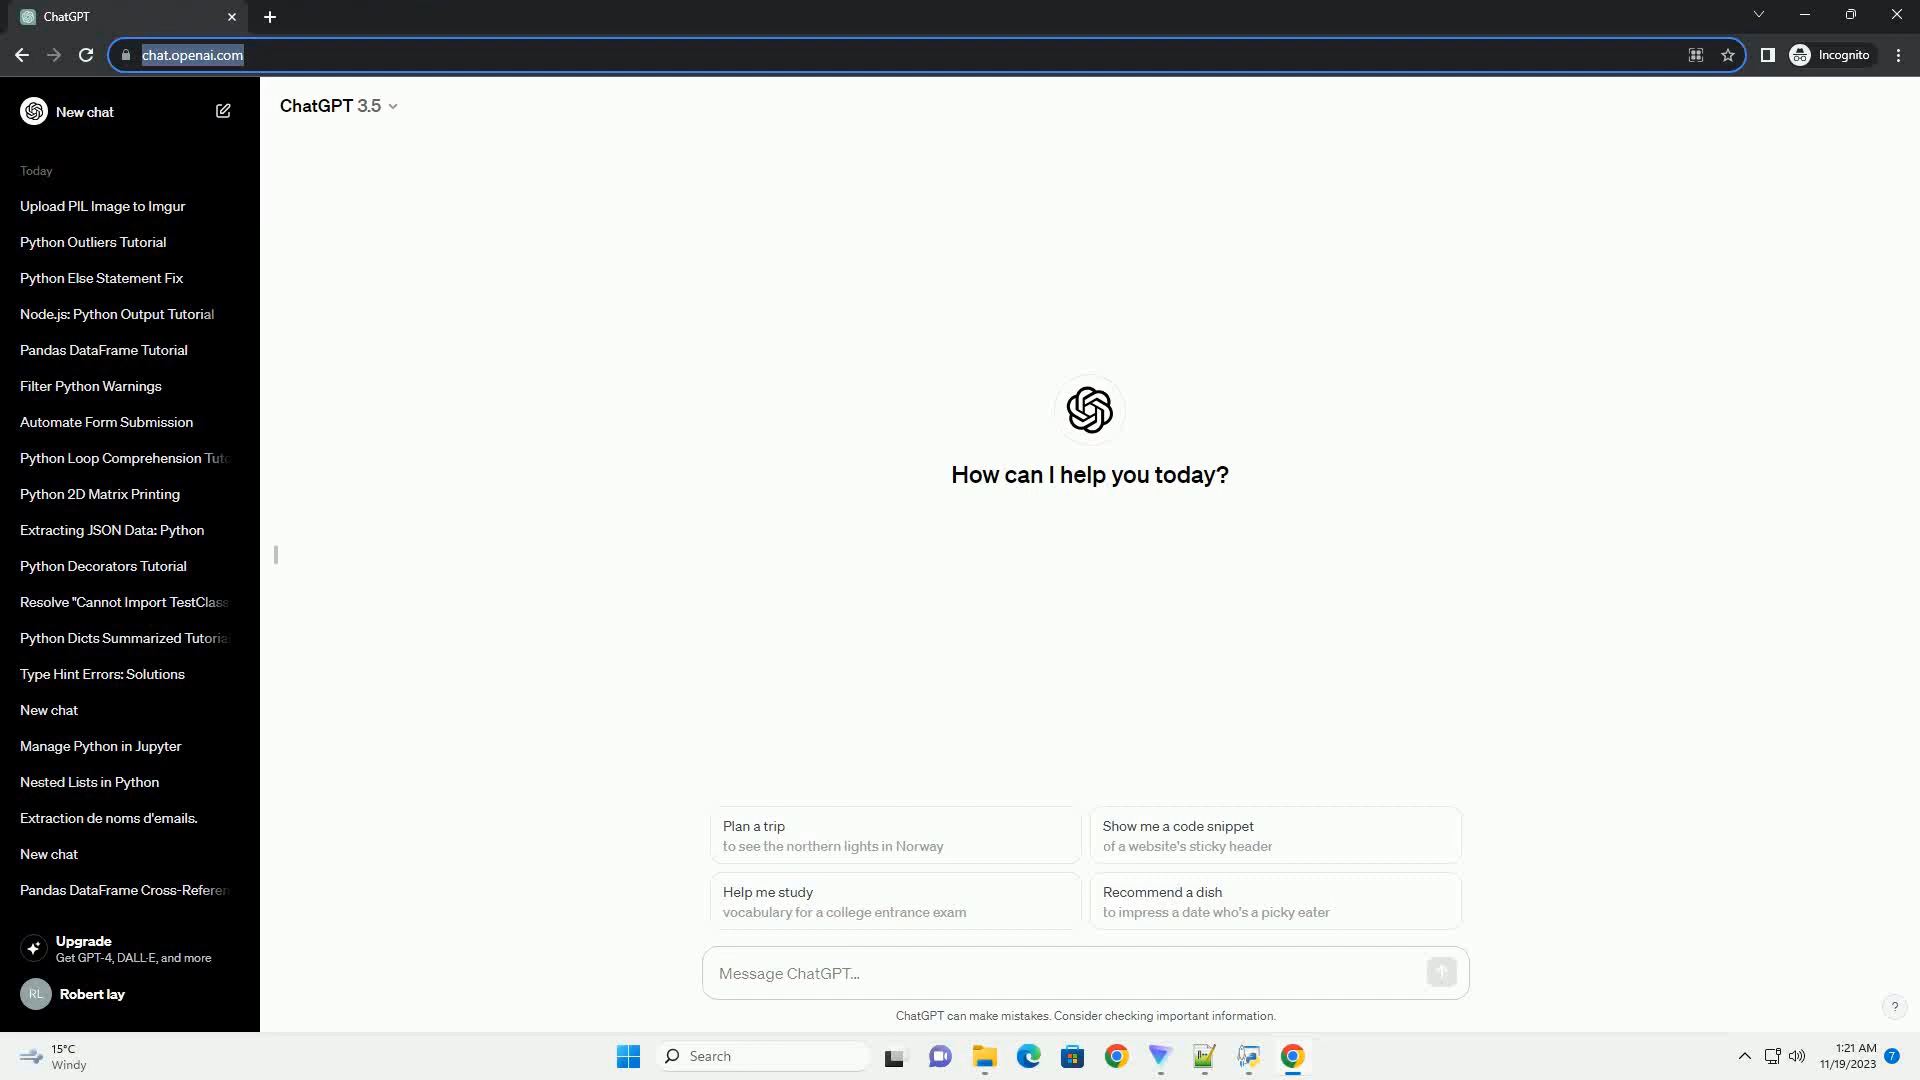 ChatGPT
chat.openai.com
Incognito
New chat
ChatGPT 3.5
Today
Upload PIL Image to Imgur
Python Outliers Tutorial
Python Else Statement Fix
Node.js: Python Output Tutorial
Pandas DataFrame Tutorial
Filter Python Warnings
Automate Form Submission
Python Loop Comprehension Tuto
Python 2D Matrix Printing
Extracting JSON Data: Python
Python Decorators Tutorial
Resolve "Cannot Import TestClass
Python Dicts Summarized Tutorial
Type Hint Errors: Solutions
New chat
Manage Python in Jupyter
Nested Lists in Python
Extraction de noms d'emails.
New chat
Pandas DataFrame Cross-Referen
Upgrade
Get GPT-4, DALL·E, and more
RL
Robert lay
How can I help you today?
Plan a trip
to see the northern lights in Norway
Show me a code snippet
of a website's sticky header
Help me study
vocabulary for a college entrance exam
Recommend a dish
to impress a date who's a picky eater
Message ChatGPT...
ChatGPT can make mistakes. Consider checking important information.
?
15°C
Windy
Search
1:21 AM
11/19/2023
7